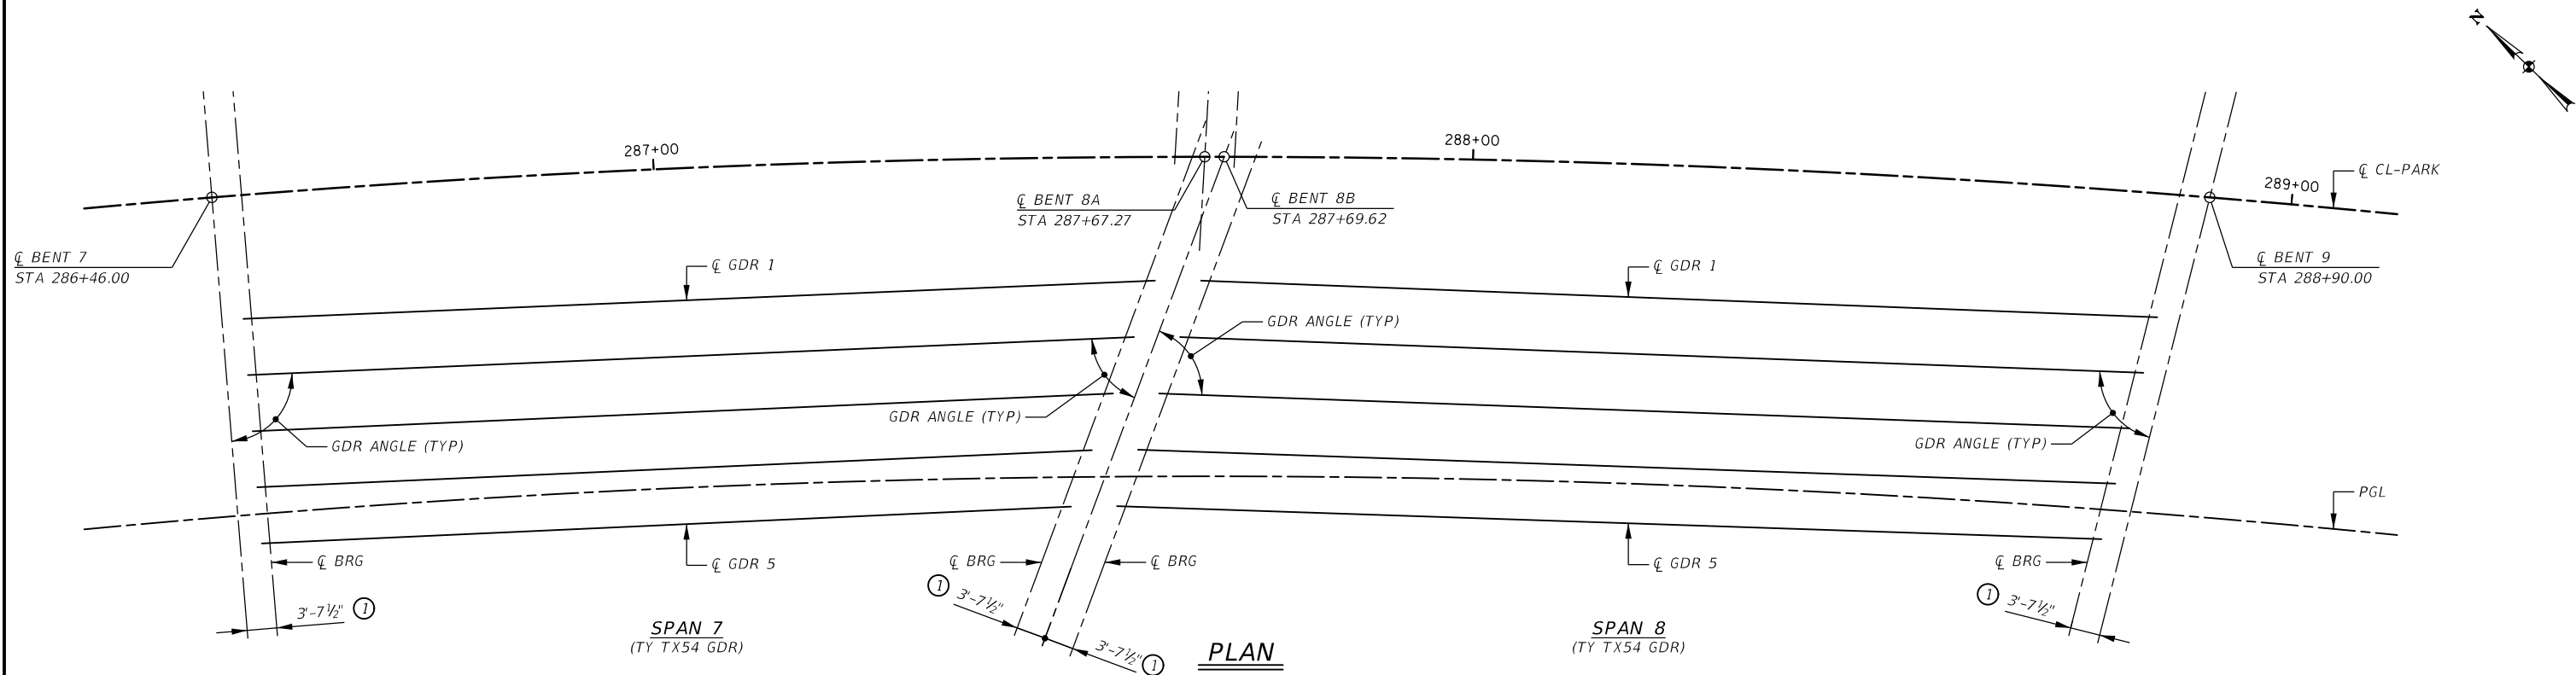 N
287+00
288+00
℄ CL-PARK
289+00
℄ BENT 8A
STA 287+67.27
℄ BENT 8B
STA 287+69.62
℄ BENT 7
STA 286+46.00
℄ BENT 9
STA 288+90.00
℄ GDR 1
℄ GDR 1
GDR ANGLE (TYP)
GDR ANGLE (TYP)
GDR ANGLE (TYP)
GDR ANGLE (TYP)
PGL
℄ BRG
℄ GDR 5
℄ BRG
℄ BRG
℄ GDR 5
℄ BRG
3'-7½" 1
1 3'-7½"
1 3'-7½"
SPAN 7
(TY TX54 GDR)
SPAN 8
(TY TX54 GDR)
3'-7½" 1
PLAN